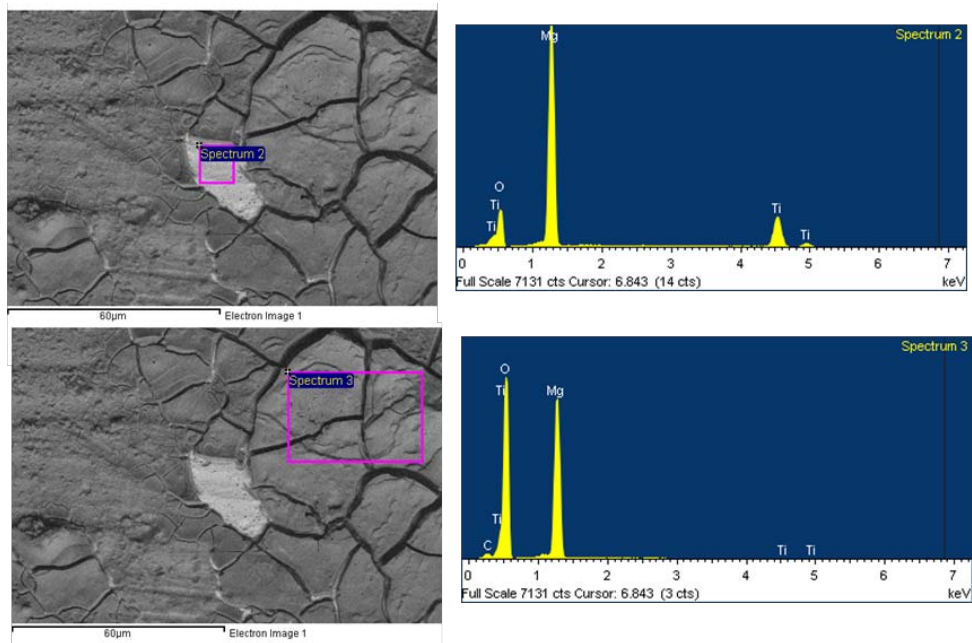 Spectrum 2
60µm
Electron Image 1
Spectrum 2
Mg
O
Ti
Ti
Ti
Ti
0 1 2 3 4 5 6 7
Full Scale 7131 cts Cursor: 6.843 (14 cts)
keV
Spectrum 3
60µm
Electron Image 1
Spectrum 3
O
Ti
Mg
Ti
C
Ti
Ti
0 1 2 3 4 5 6 7
Full Scale 7131 cts Cursor: 6.843 (3 cts)
keV